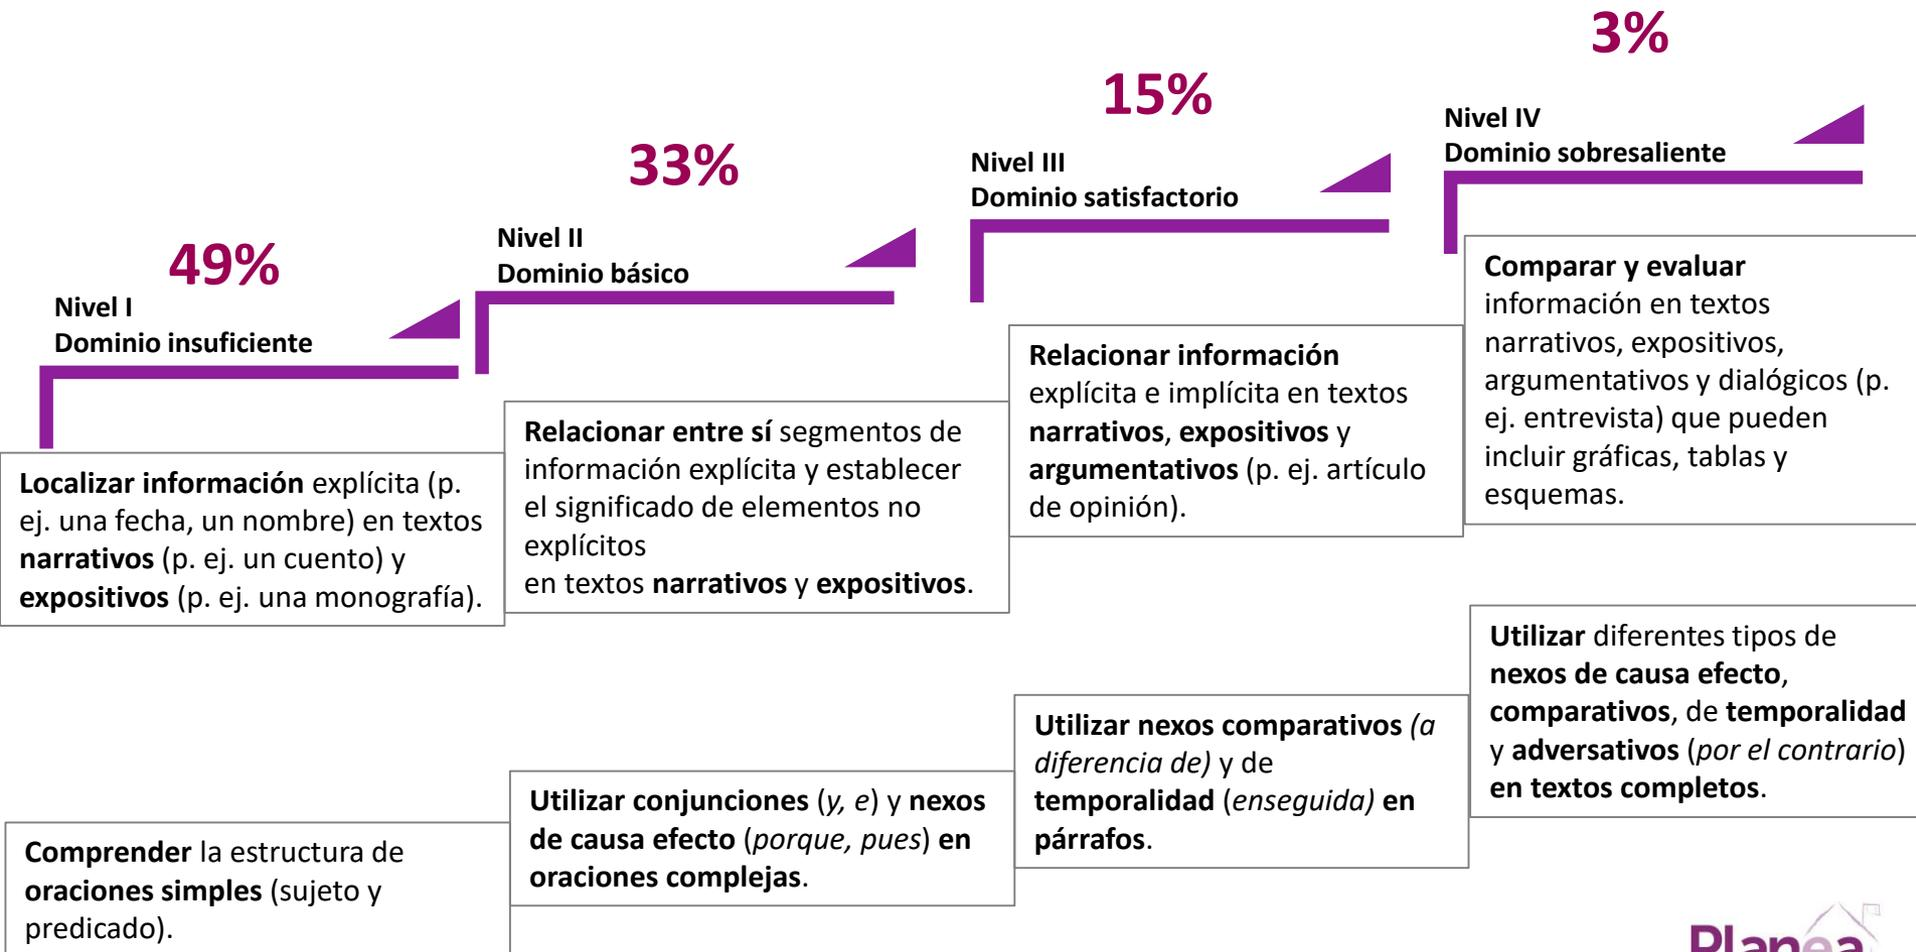 3%
15%
33%
49%
Nivel I
Dominio insuficiente
Nivel II
Dominio básico
Nivel III
Dominio satisfactorio
Nivel IV
Dominio sobresaliente
Localizar información explícita (p.
ej. una fecha, un nombre) en textos
narrativos (p. ej. un cuento) y
expositivos (p. ej. una monografía).
Relacionar entre sí segmentos de
información explícita y establecer
el significado de elementos no
explícitos
en textos narrativos y expositivos.
Relacionar información
explícita e implícita en textos
narrativos, expositivos y
argumentativos (p. ej. artículo
de opinión).
Comparar y evaluar
información en textos
narrativos, expositivos,
argumentativos y dialógicos (p.
ej. entrevista) que pueden
incluir gráficas, tablas y
esquemas.
Comprender la estructura de
oraciones simples (sujeto y
predicado).
Utilizar conjunciones (y, e) y nexos
de causa efecto (porque, pues) en
oraciones complejas.
Utilizar nexos comparativos (a
diferencia de) y de
temporalidad (enseguida) en
párrafos.
Utilizar diferentes tipos de
nexos de causa efecto,
comparativos, de temporalidad
y adversativos (por el contrario)
en textos completos.
Planea